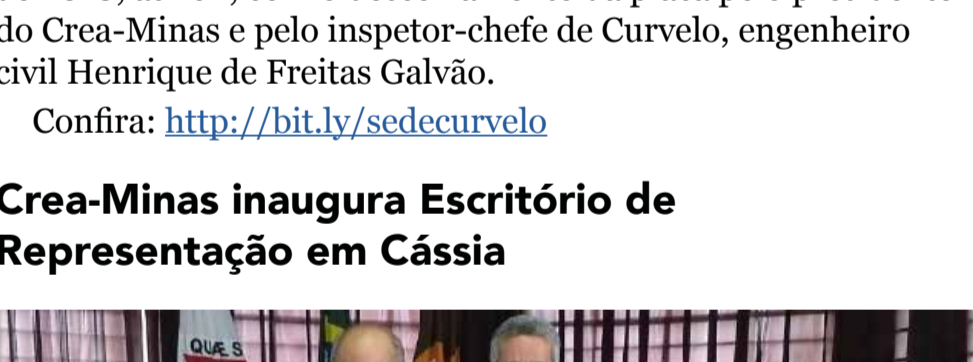 do Crea-Minas e pelo inspetor-chefe de Curvelo, engenheiro
civil Henrique de Freitas Galvão.
Confira: http://bit.ly/sedecurvelo
Crea-Minas inaugura Escritório de
Representação em Cássia
QUÆ S